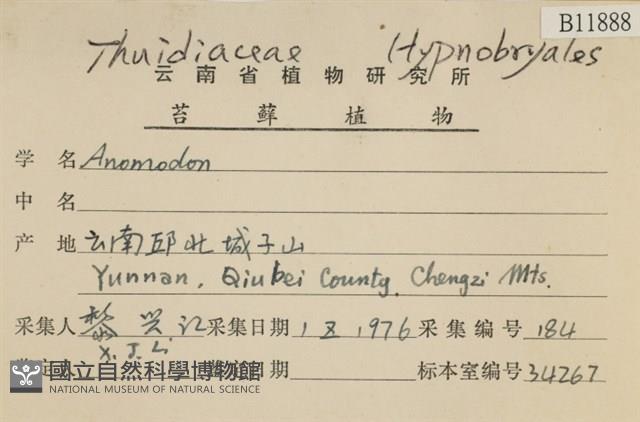 B11888
Thuidiaceae Hypnobryales
云南省植物研究所
苔藓植物
学名 Anomodon
中名
产地 云南邱北城子山
Yunnan, Qiubei County, Chengzi Mts.
采集人 黎兴江 采集日期 1 X 1976 采集编号 184
X. J. Li
日期 标本室编号 34267
國立自然科學博物館
NATIONAL MUSEUM OF NATURAL SCIENCE